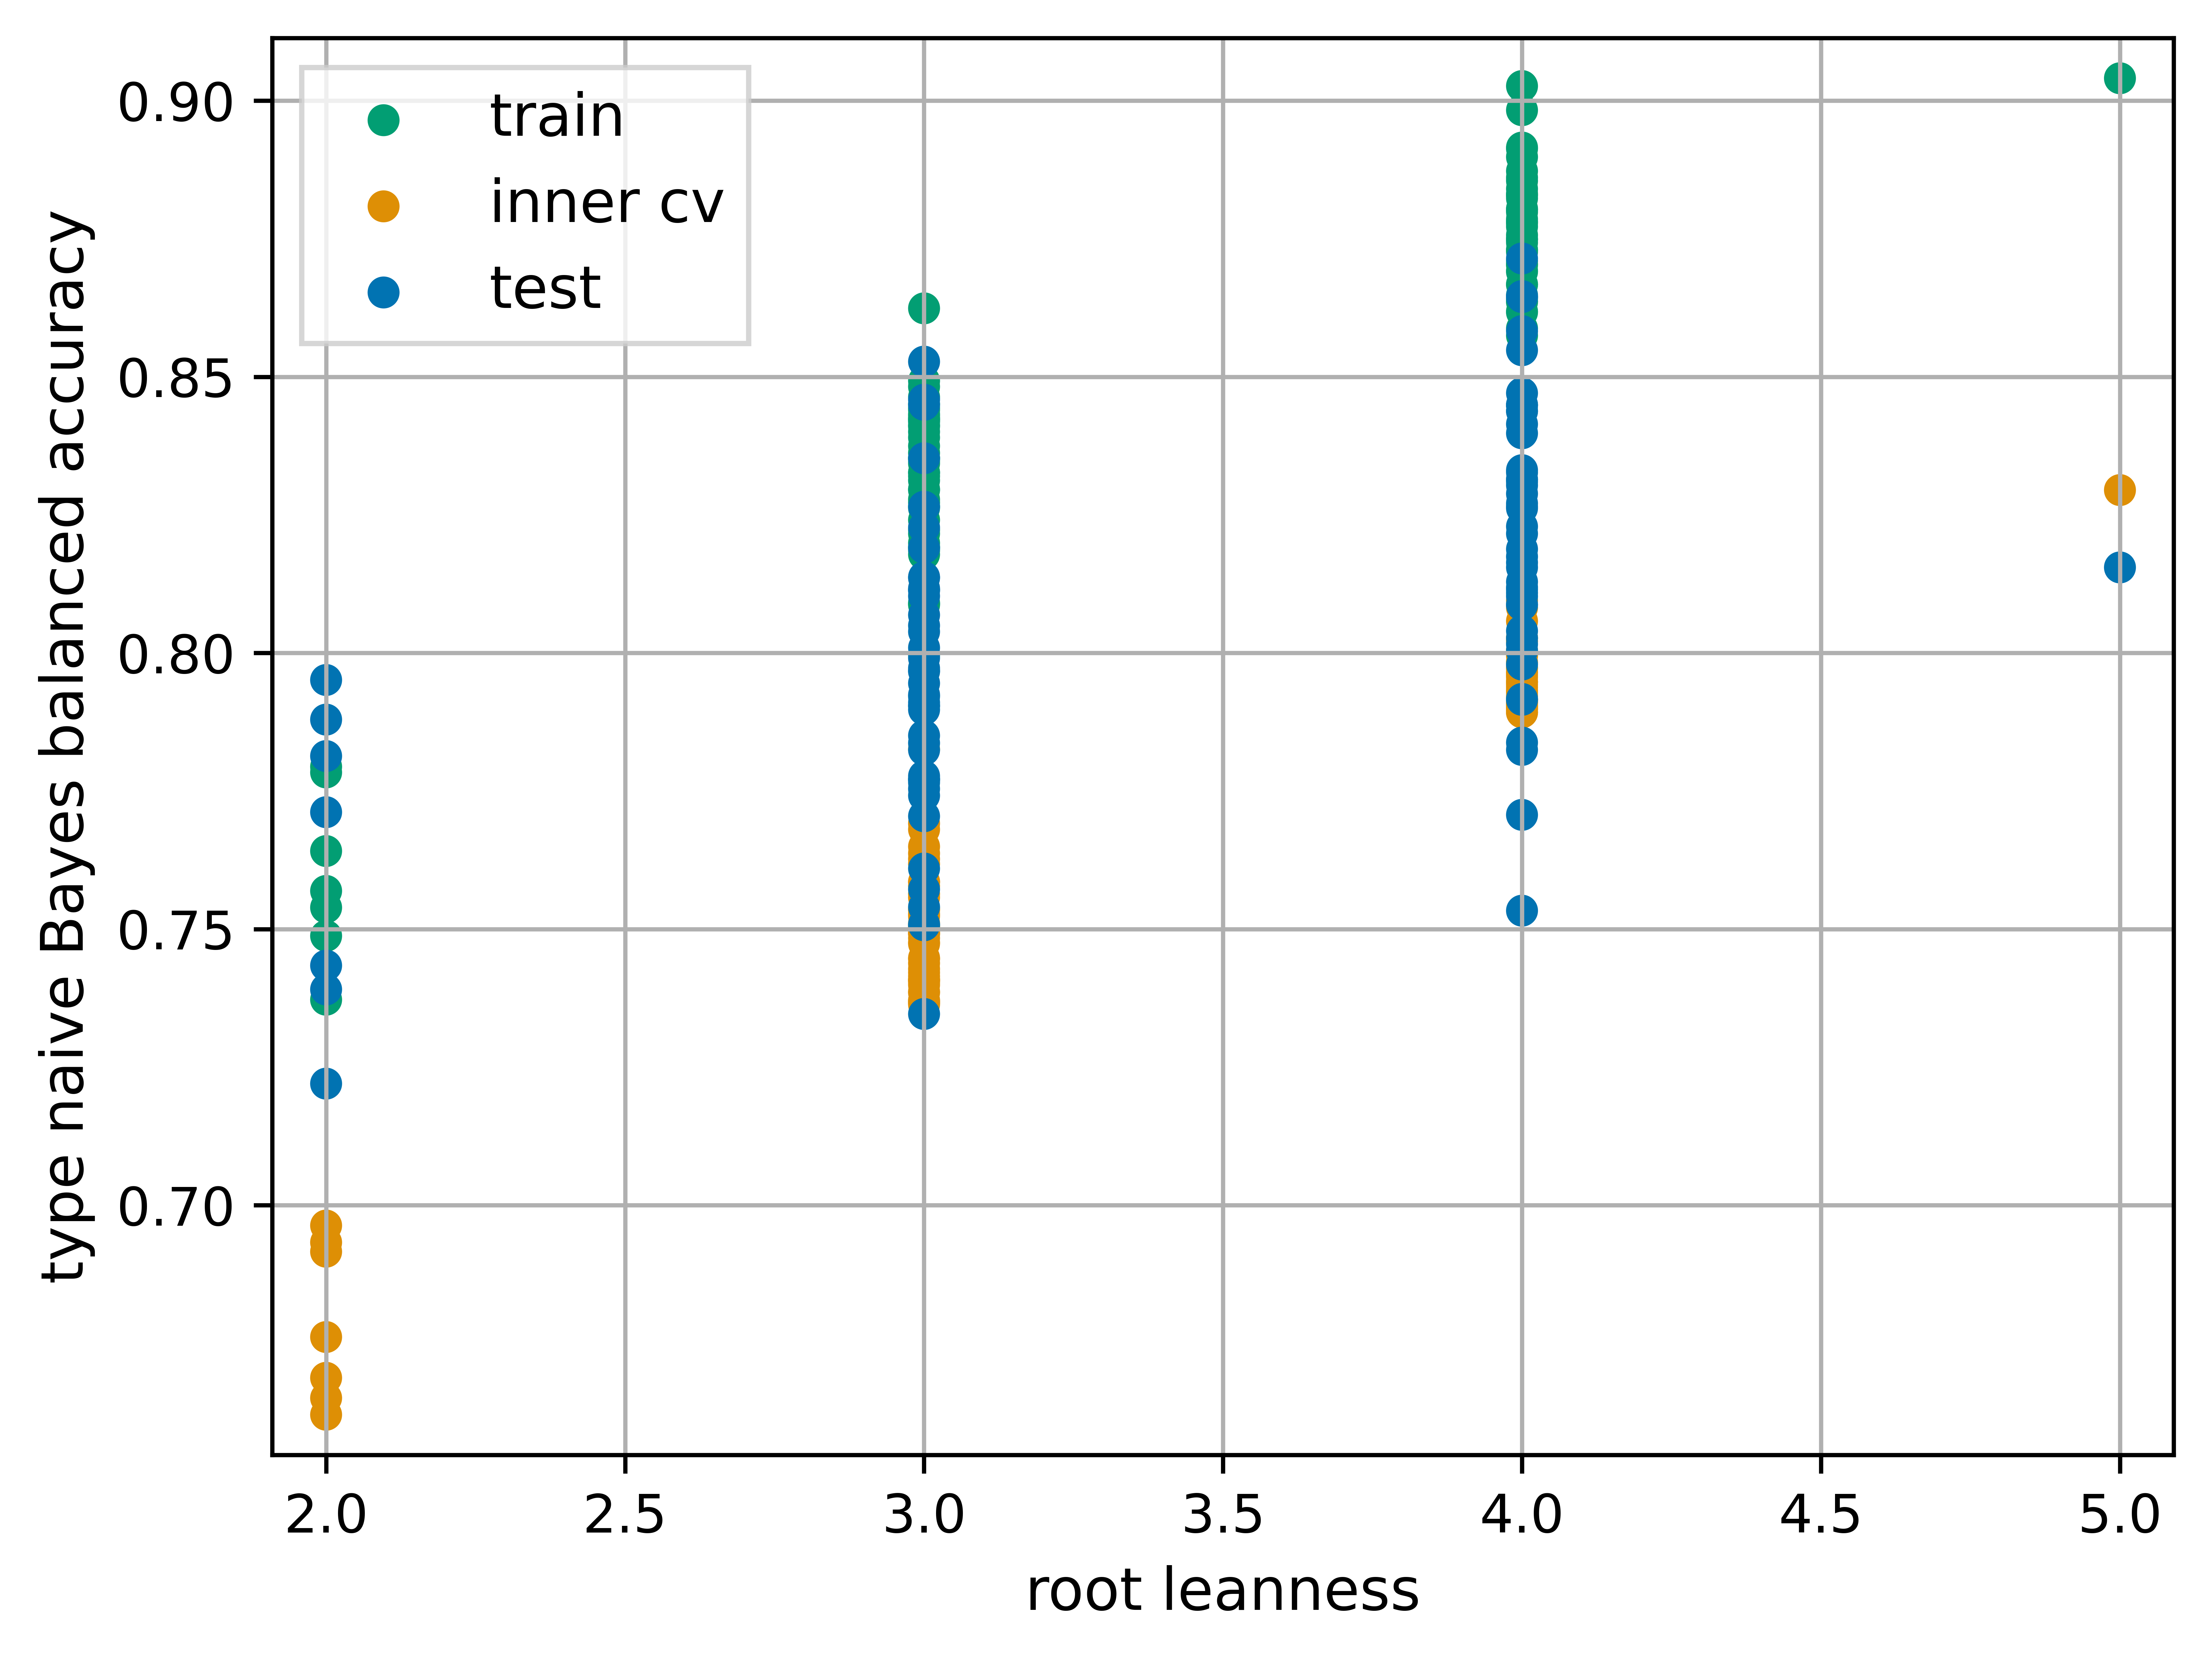 train
inner cv
test
0.90
0.85
0.80
0.75
0.70
type naive Bayes balanced accuracy
2.0 2.5 3.0 3.5 4.0 4.5 5.0
root leanness